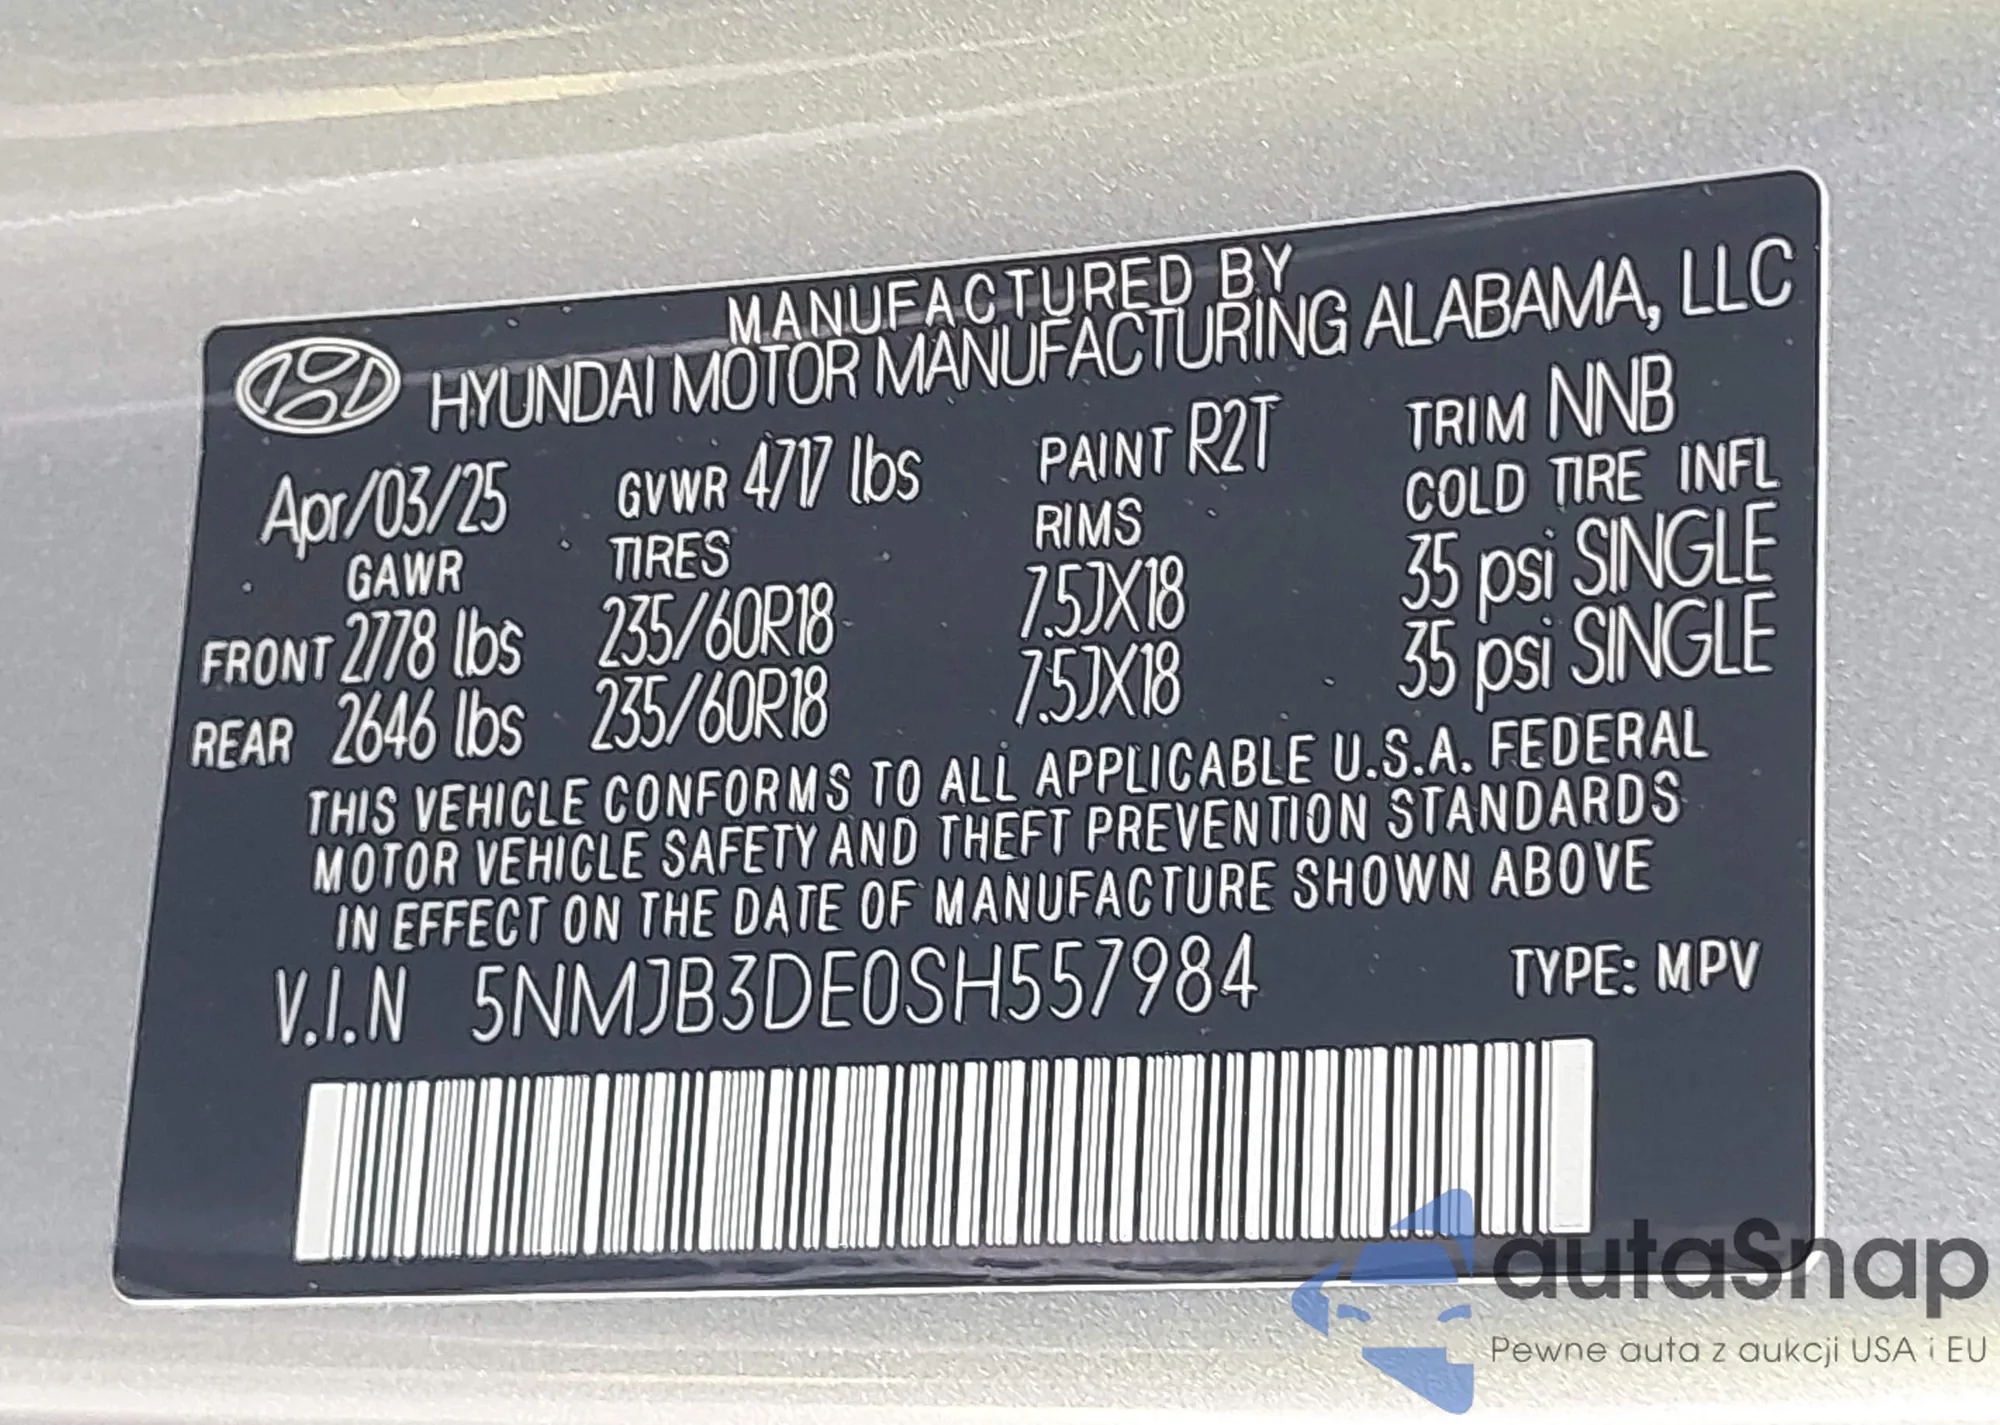 MANUFACTURED BY
HYUNDAI MOTOR MANUFACTURING ALABAMA, LLC
Apr/03/25 GVWR 4717 lbs PAINT R2T TRIM NNB
GAWR TIRES RIMS COLD TIRE INFL
FRONT 2778 lbs 235/60R18 7.5JX18 35 psi SINGLE
REAR 2646 lbs 235/60R18 7.5JX18 35 psi SINGLE
THIS VEHICLE CONFORMS TO ALL APPLICABLE U.S.A. FEDERAL
MOTOR VEHICLE SAFETY AND THEFT PREVENTION STANDARDS
IN EFFECT ON THE DATE OF MANUFACTURE SHOWN ABOVE
V.I.N 5NMJB3DE0SH557984 TYPE: MPV
autaSnap
Pewne auta z aukcji USA i EU